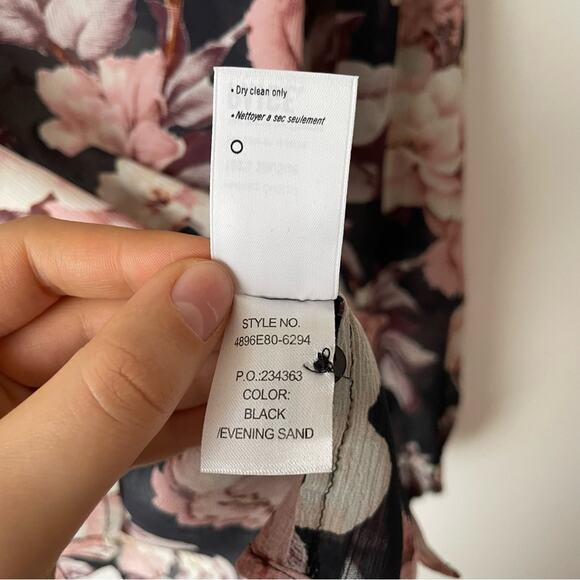 • Dry clean only
• Nettoyer a sec seulement
STYLE NO.
4896E80-6294
P.O.:234363
COLOR:
BLACK
/EVENING SAND